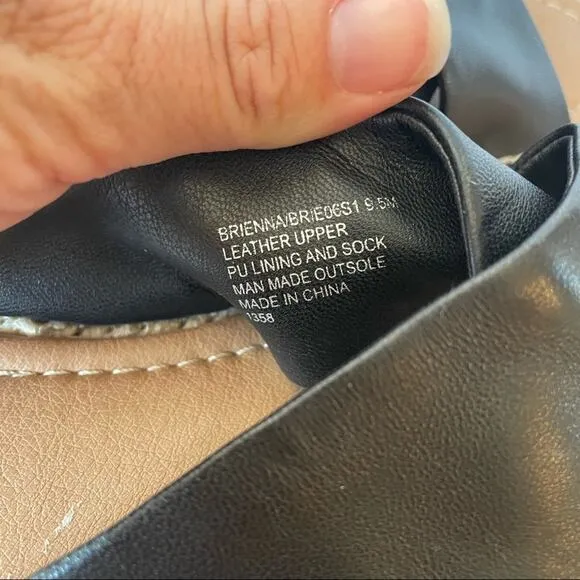 BRIENNA/BRIE06S1 9.5M
LEATHER UPPER
PU LINING AND SOCK
MAN MADE OUTSOLE
MADE IN CHINA
1358